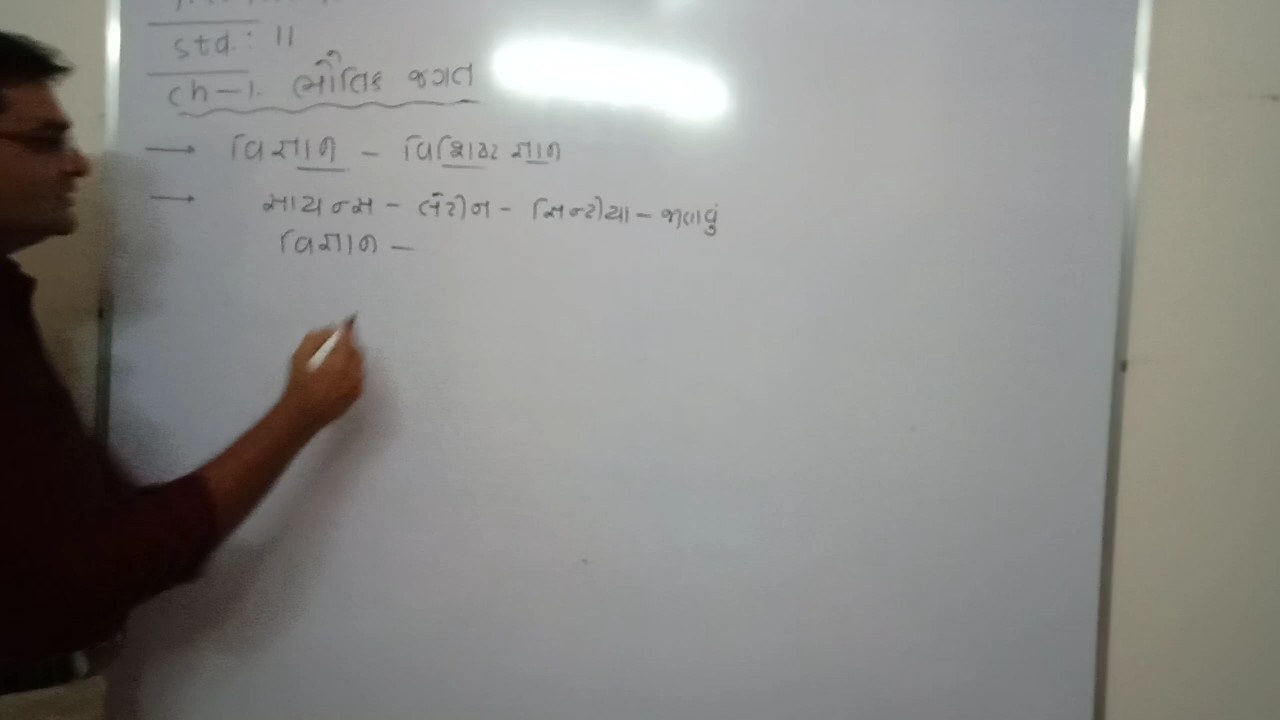 std. : 11
ch-1. ભૌતિક જગત
→ વિજ્ઞાન - વિશિષ્ટ જ્ઞાન
→ સાયન્સ - લેટીન - સિન્ટીયા - જાણવું
વિજ્ઞાન -